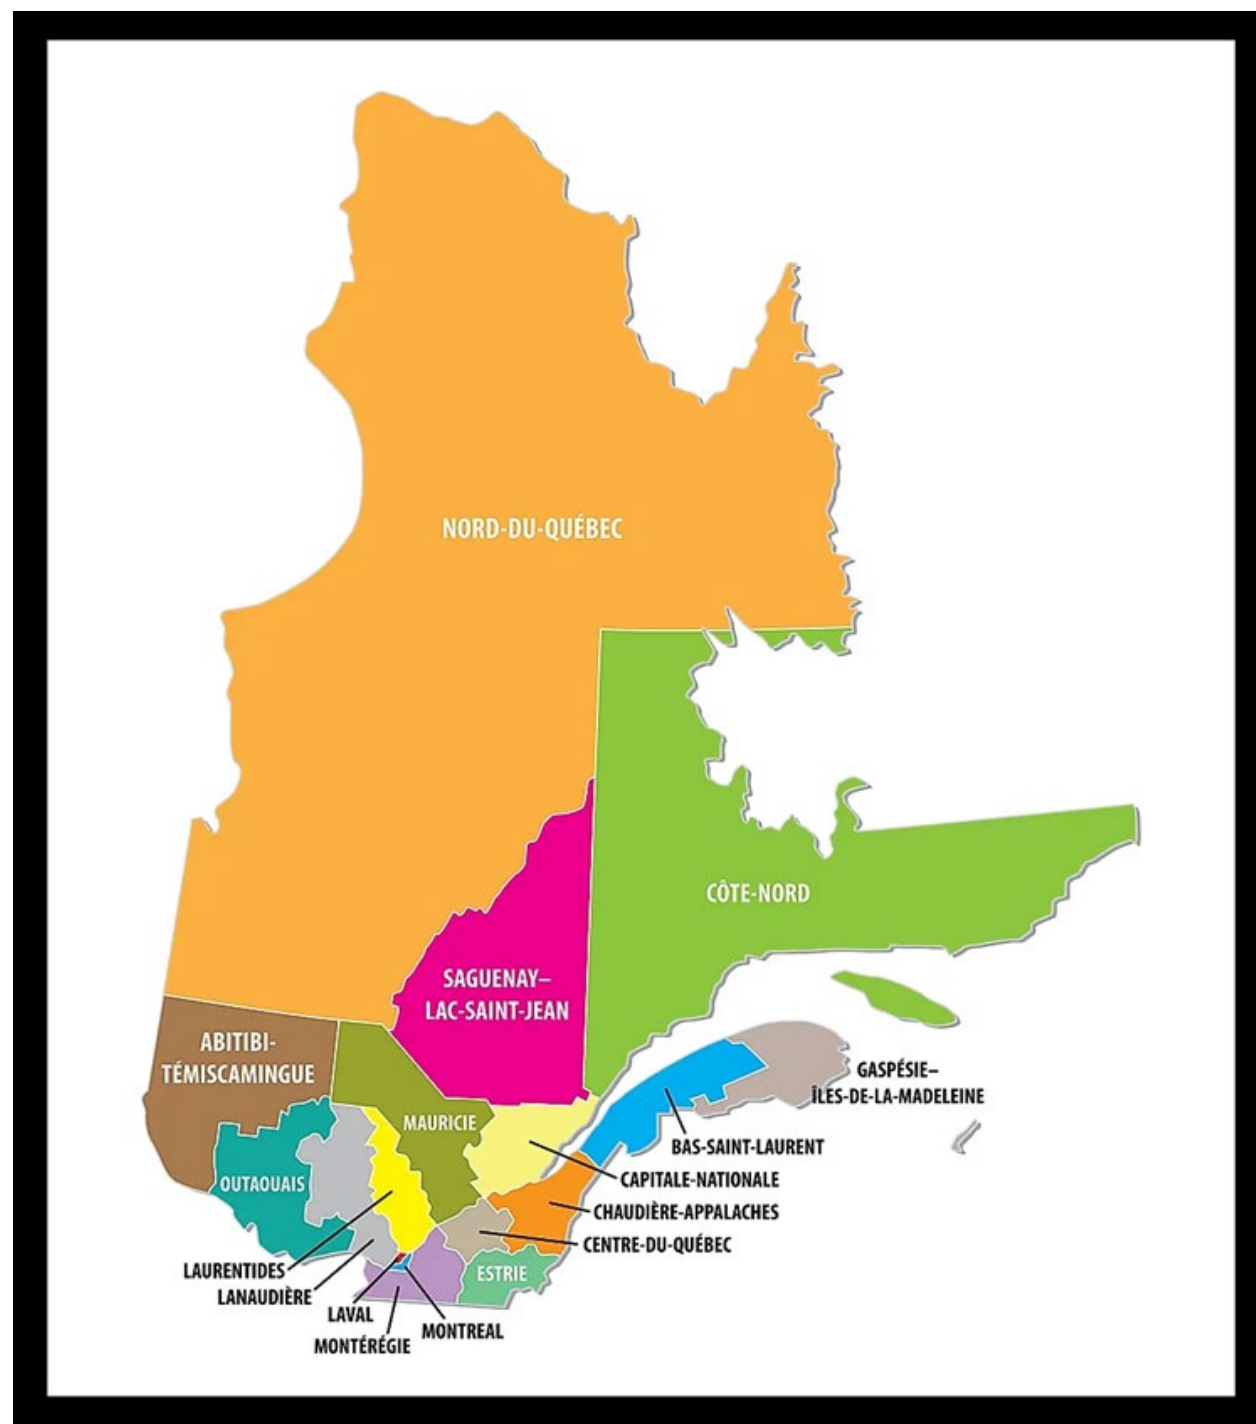 NORD-DU-QUÉBEC
CÔTE-NORD
SAGUENAY–
LAC-SAINT-JEAN
ABITIBI-
TÉMISCAMINGUE
GASPÉSIE–
ÎLES-DE-LA-MADELEINE
MAURICIE
BAS-SAINT-LAURENT
CAPITALE-NATIONALE
OUTAOUAIS
CHAUDIÈRE-APPALACHES
CENTRE-DU-QUÉBEC
LAURENTIDES
ESTRIE
LANAUDIÈRE
LAVAL
MONTREAL
MONTÉRÉGIE